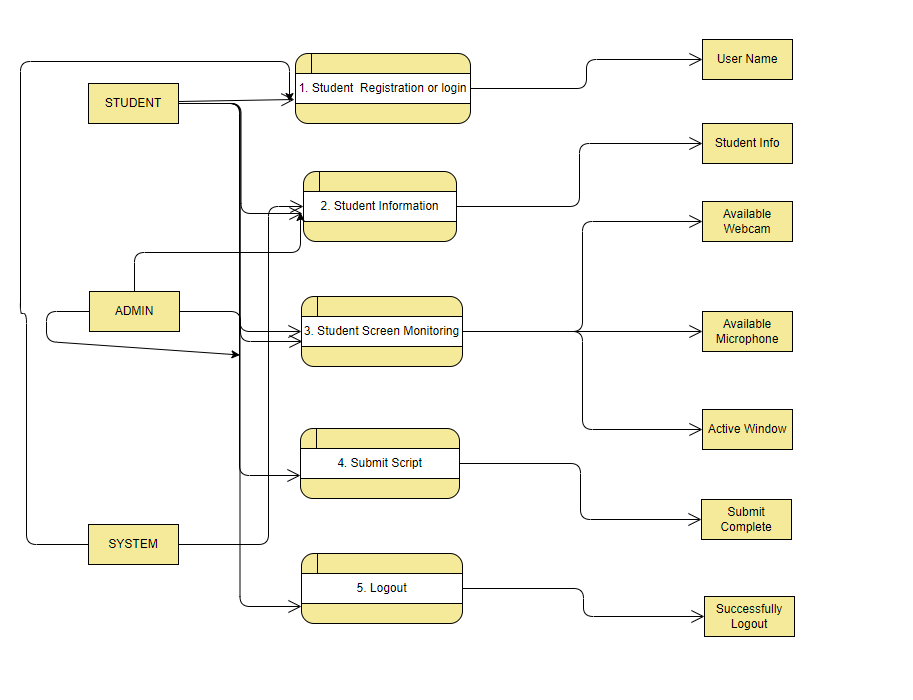 User Name
1. Student  Registration or login
STUDENT
Student Info
2. Student Information
Available
Webcam
ADMIN
3. Student Screen Monitoring
Available
Microphone
Active Window
4. Submit Script
Submit
Complete
SYSTEM
5. Logout
Successfully
Logout